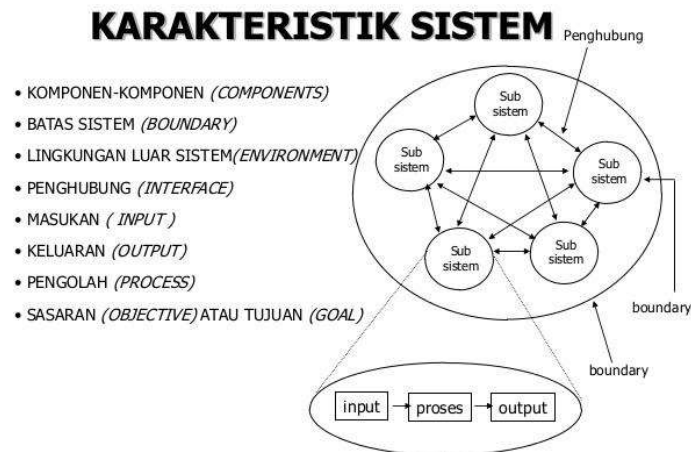 KARAKTERISTIK SISTEM
Penghubung
• KOMPONEN-KOMPONEN (COMPONENTS)
• BATAS SISTEM (BOUNDARY)
• LINGKUNGAN LUAR SISTEM(ENVIRONMENT)
• PENGHUBUNG (INTERFACE)
• MASUKAN ( INPUT )
• KELUARAN (OUTPUT)
• PENGOLAH (PROCESS)
• SASARAN (OBJECTIVE) ATAU TUJUAN (GOAL)
Sub
sistem
Sub
sistem
Sub
sistem
Sub
sistem
Sub
sistem
boundary
boundary
input
proses
output